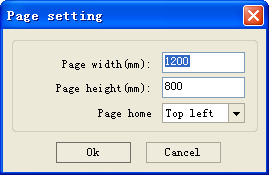 Page setting
Page width(mm): 1200
Page height(mm): 800
Page home Top left
Ok Cancel